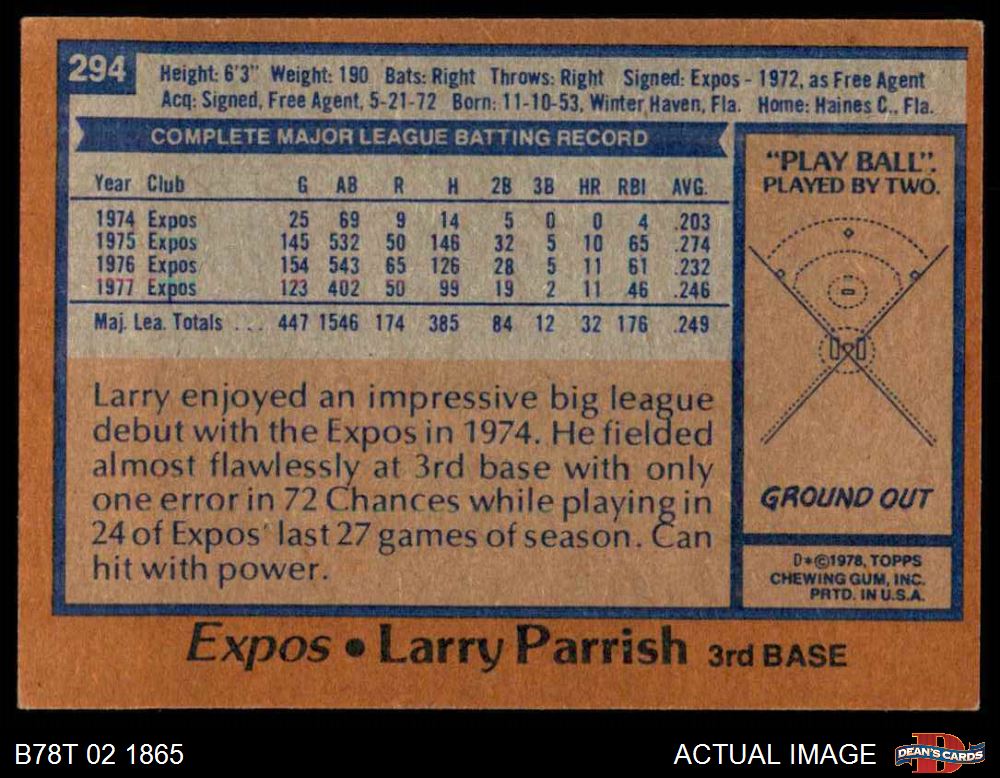 294
Height: 6'3" Weight: 190 Bats: Right Throws: Right Signed: Expos - 1972, as Free Agent
Acq: Signed, Free Agent, 5-21-72 Born: 11-10-53, Winter Haven, Fla. Home: Haines C., Fla.
COMPLETE MAJOR LEAGUE BATTING RECORD
Year Club G AB R H 2B 3B HR RBI AVG.
1974 Expos 25 69 9 14 5 0 0 4 .203
1975 Expos 145 532 50 146 32 5 10 65 .274
1976 Expos 154 543 65 126 28 5 11 61 .232
1977 Expos 123 402 50 99 19 2 11 46 .246
Maj. Lea. Totals ... 447 1546 174 385 84 12 32 176 .249
Larry enjoyed an impressive big league
debut with the Expos in 1974. He fielded
almost flawlessly at 3rd base with only
one error in 72 Chances while playing in
24 of Expos' last 27 games of season. Can
hit with power.
"PLAY BALL".
PLAYED BY TWO.
GROUND OUT
D*©1978, TOPPS
CHEWING GUM, INC.
PRTD. IN U.S.A.
Expos • Larry Parrish 3rd BASE
B78T 02 1865
ACTUAL IMAGE
DEAN'S CARDS